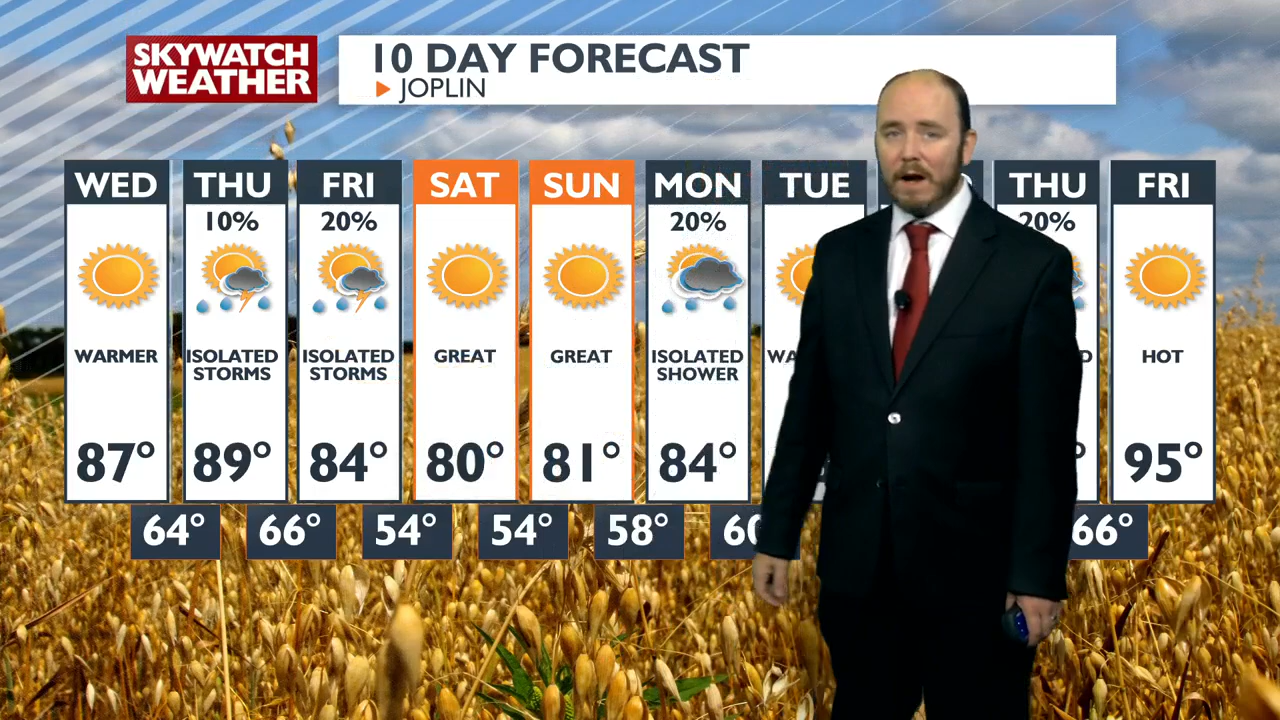 SKYWATCH
WEATHER
10 DAY FORECAST
JOPLIN
WED
THU
FRI
SAT
SUN
MON
TUE
THU
FRI
10%
20%
20%
20%
WARMER
ISOLATED
STORMS
ISOLATED
STORMS
GREAT
GREAT
ISOLATED
SHOWER
HOT
87°
89°
84°
80°
81°
84°
95°
64°
66°
54°
54°
58°
60
66°